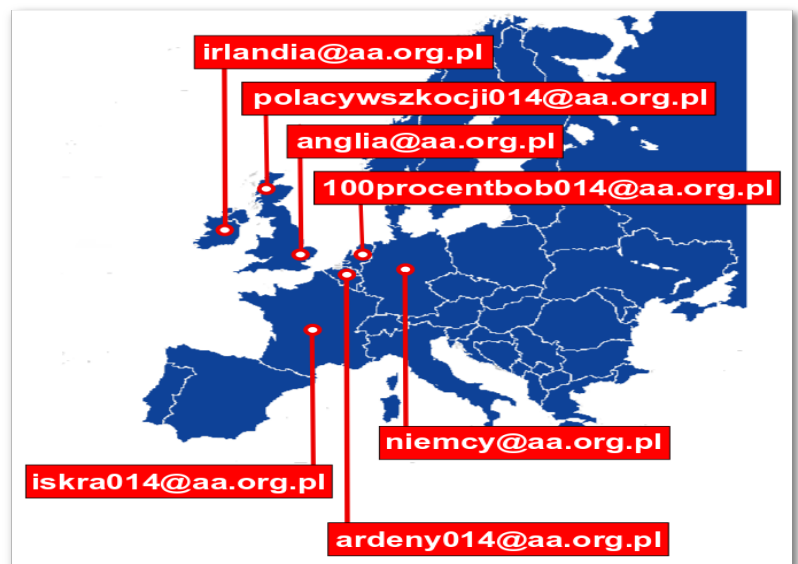 irlandia@aa.org.pl
polacywszkocji014@aa.org.pl
anglia@aa.org.pl
100procentbob014@aa.org.pl
niemcy@aa.org.pl
iskra014@aa.org.pl
ardeny014@aa.org.pl